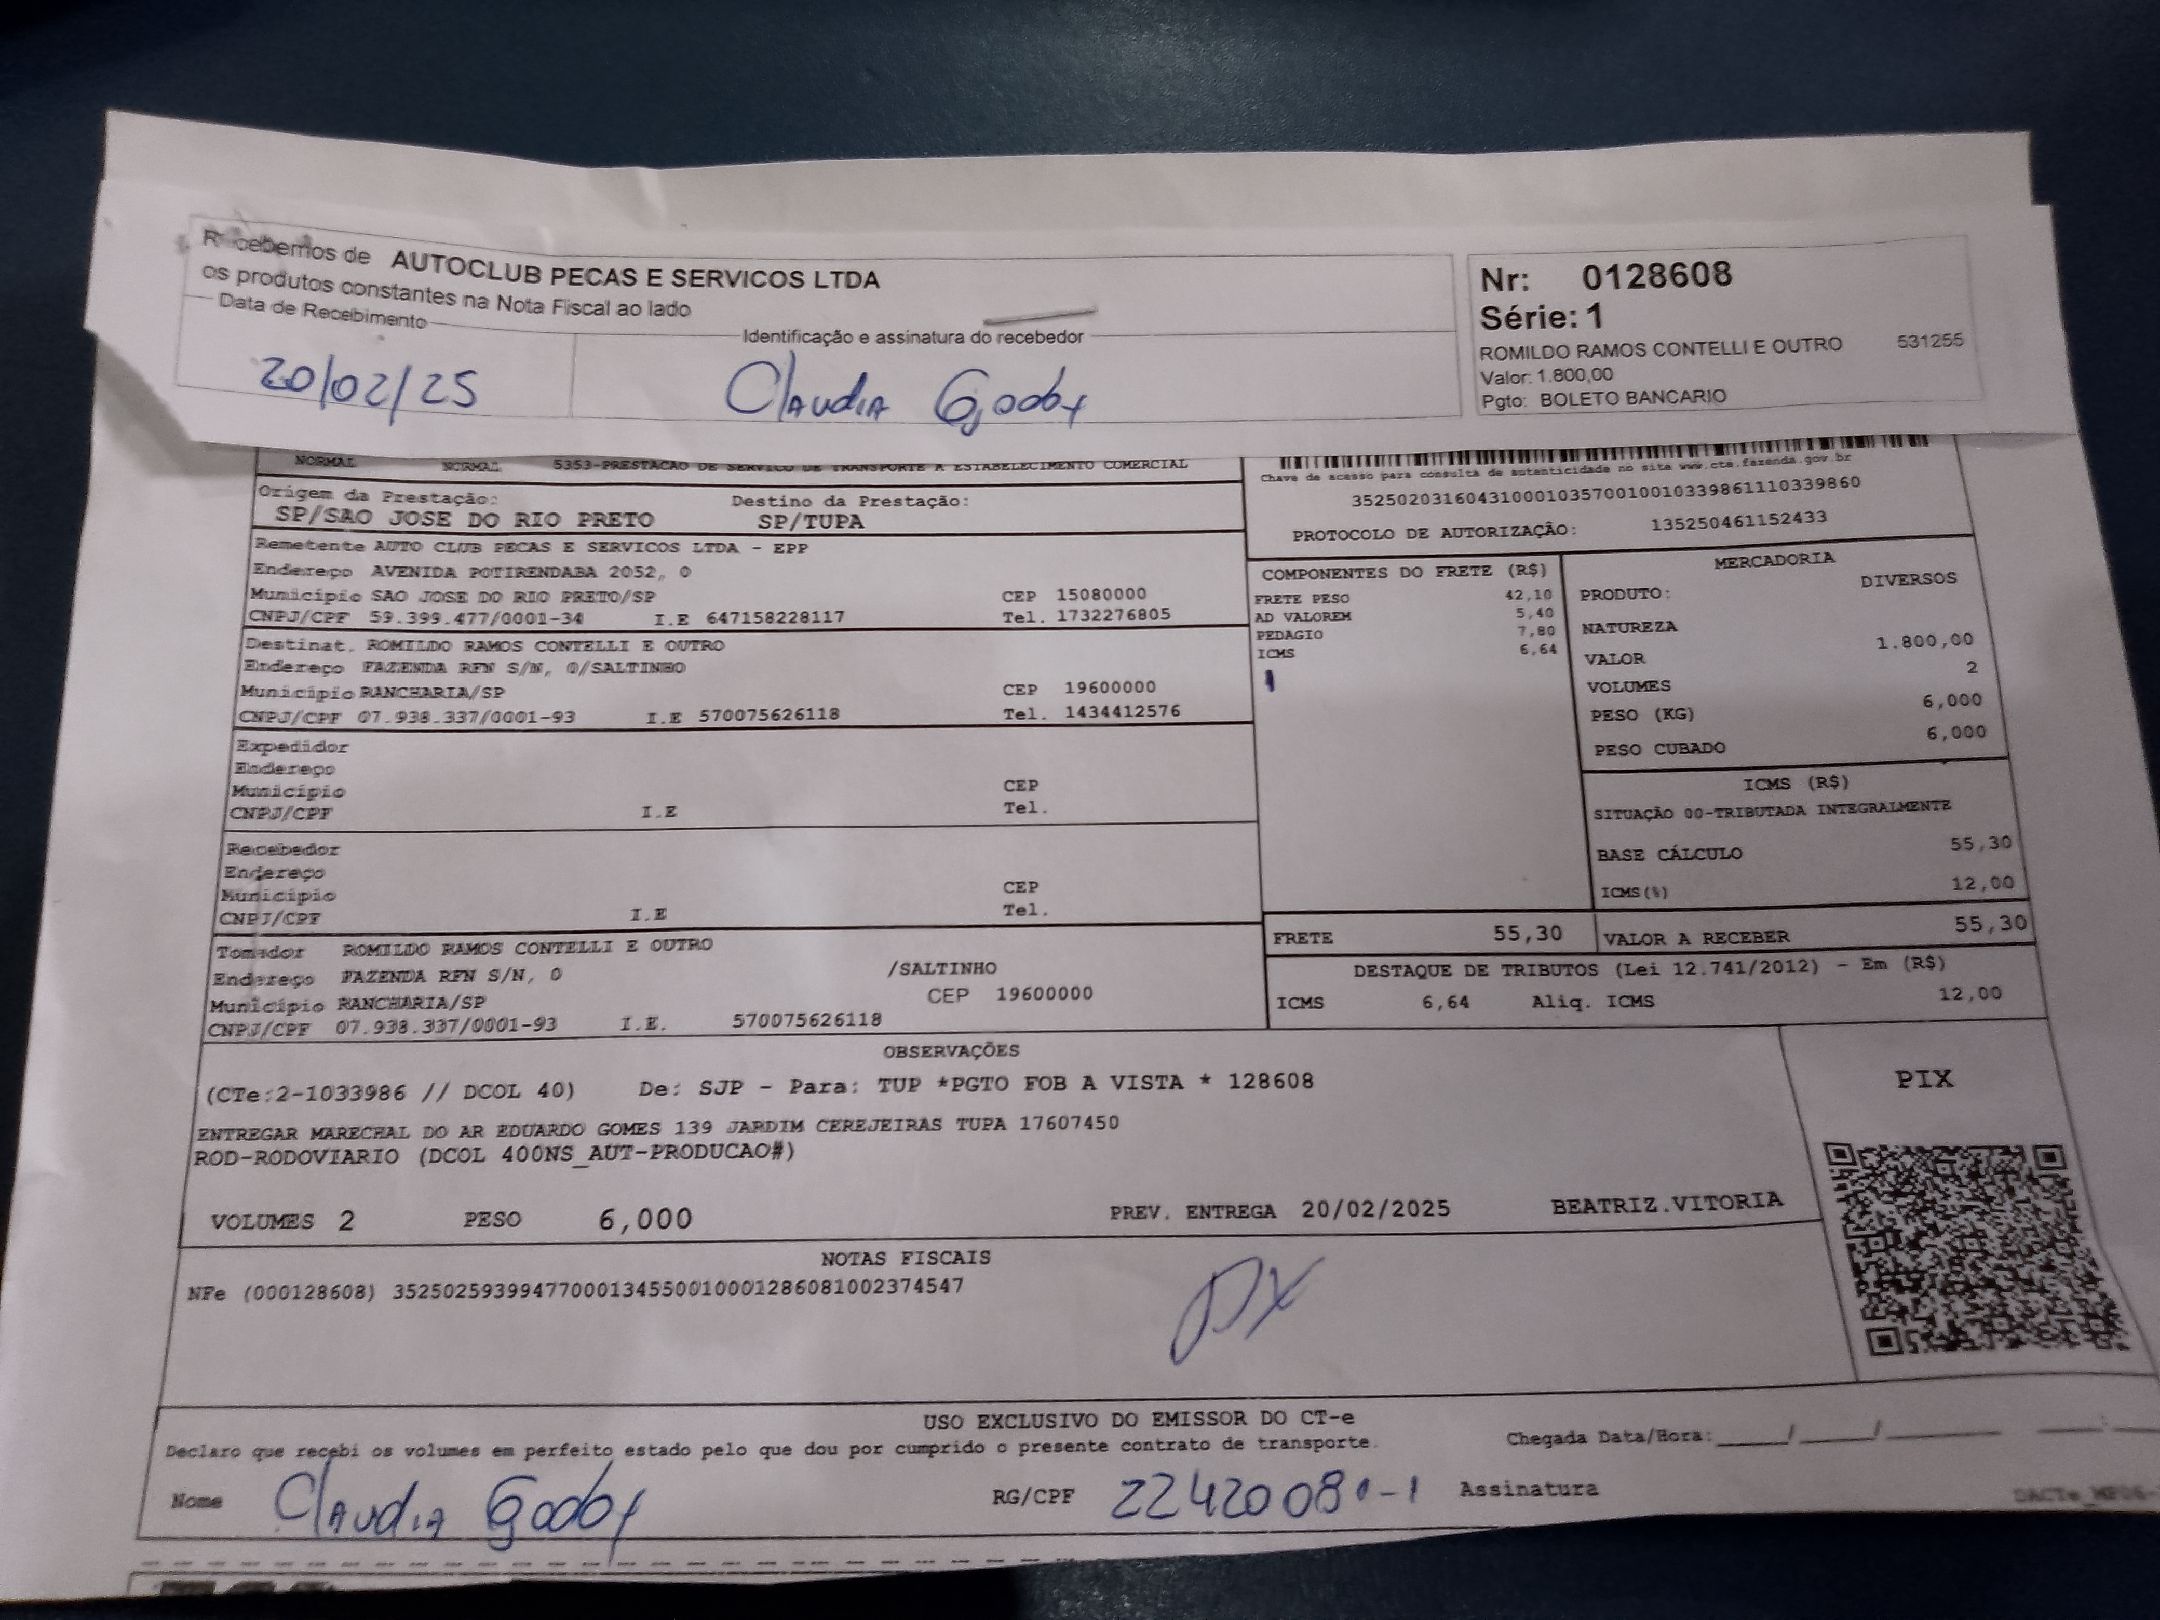 Recebemos de AUTOCLUB PECAS E SERVICOS LTDA
os produtos constantes na Nota Fiscal ao lado
Data de Recebimento
Identificação e assinatura do recebedor
20/02/25
Claudia Godoy
Nr: 0128608
Série: 1
ROMILDO RAMOS CONTELLI E OUTRO 531255
Valor: 1.800,00
Pgto: BOLETO BANCARIO
NORMAL NORMAL 5353-PRESTACAO DE SERVICO DE TRANSPORTE A ESTABELECIMENTO COMERCIAL
Chave de acesso para consulta de autenticidade no site www.cte.fazenda.gov.br
35250203160431000103570010010339861110339860
PROTOCOLO DE AUTORIZAÇÃO: 135250461152433
Origem da Prestação: Destino da Prestação:
SP/SAO JOSE DO RIO PRETO SP/TUPA
Remetente AUTO CLUB PECAS E SERVICOS LTDA - EPP
Endereço AVENIDA POTIRENDABA 2052, 0
Município SAO JOSE DO RIO PRETO/SP CEP 15080000
CNPJ/CPF 59.399.477/0001-34 I.E 647158228117 Tel. 1732276805
Destinat. ROMILDO RAMOS CONTELLI E OUTRO
Endereço FAZENDA RFN S/N, 0/SALTINHO
Município RANCHARIA/SP CEP 19600000
CNPJ/CPF 07.938.337/0001-93 I.E 570075626118 Tel. 1434412576
Expedidor
Endereço
Município CEP
CNPJ/CPF I.E Tel.
Recebedor
Endereço
Município CEP
CNPJ/CPF I.E Tel.
Tomador ROMILDO RAMOS CONTELLI E OUTRO
Endereço FAZENDA RFN S/N, 0 /SALTINHO
Município RANCHARIA/SP CEP 19600000
CNPJ/CPF 07.938.337/0001-93 I.E. 570075626118
COMPONENTES DO FRETE (R$)
FRETE PESO 42,10
AD VALOREM 5,40
PEDAGIO 7,80
ICMS 6,64
MERCADORIA
PRODUTO: DIVERSOS
NATUREZA
VALOR 1.800,00
VOLUMES 2
PESO (KG) 6,000
PESO CUBADO 6,000
ICMS (R$)
SITUAÇÃO 00-TRIBUTADA INTEGRALMENTE
BASE CÁLCULO 55,30
ICMS(%) 12,00
FRETE 55,30 VALOR A RECEBER 55,30
DESTAQUE DE TRIBUTOS (Lei 12.741/2012) - Em (R$)
ICMS 6,64 Aliq. ICMS 12,00
OBSERVAÇÕES
(CTe:2-1033986 // DCOL 40) De: SJP - Para: TUP *PGTO FOB A VISTA * 128608
ENTREGAR MARECHAL DO AR EDUARDO GOMES 139 JARDIM CEREJEIRAS TUPA 17607450
ROD-RODOVIARIO (DCOL 400NS_AUT-PRODUCAO#)
VOLUMES 2 PESO 6,000 PREV. ENTREGA 20/02/2025 BEATRIZ.VITORIA
PIX
NOTAS FISCAIS
NFe (000128608) 35250259399477000134550010001286081002374547
USO EXCLUSIVO DO EMISSOR DO CT-e
Declaro que recebi os volumes em perfeito estado pelo que dou por cumprido o presente contrato de transporte. Chegada Data/Hora:____/____/______ ___:___
Nome Claudia Godoy RG/CPF Assinatura